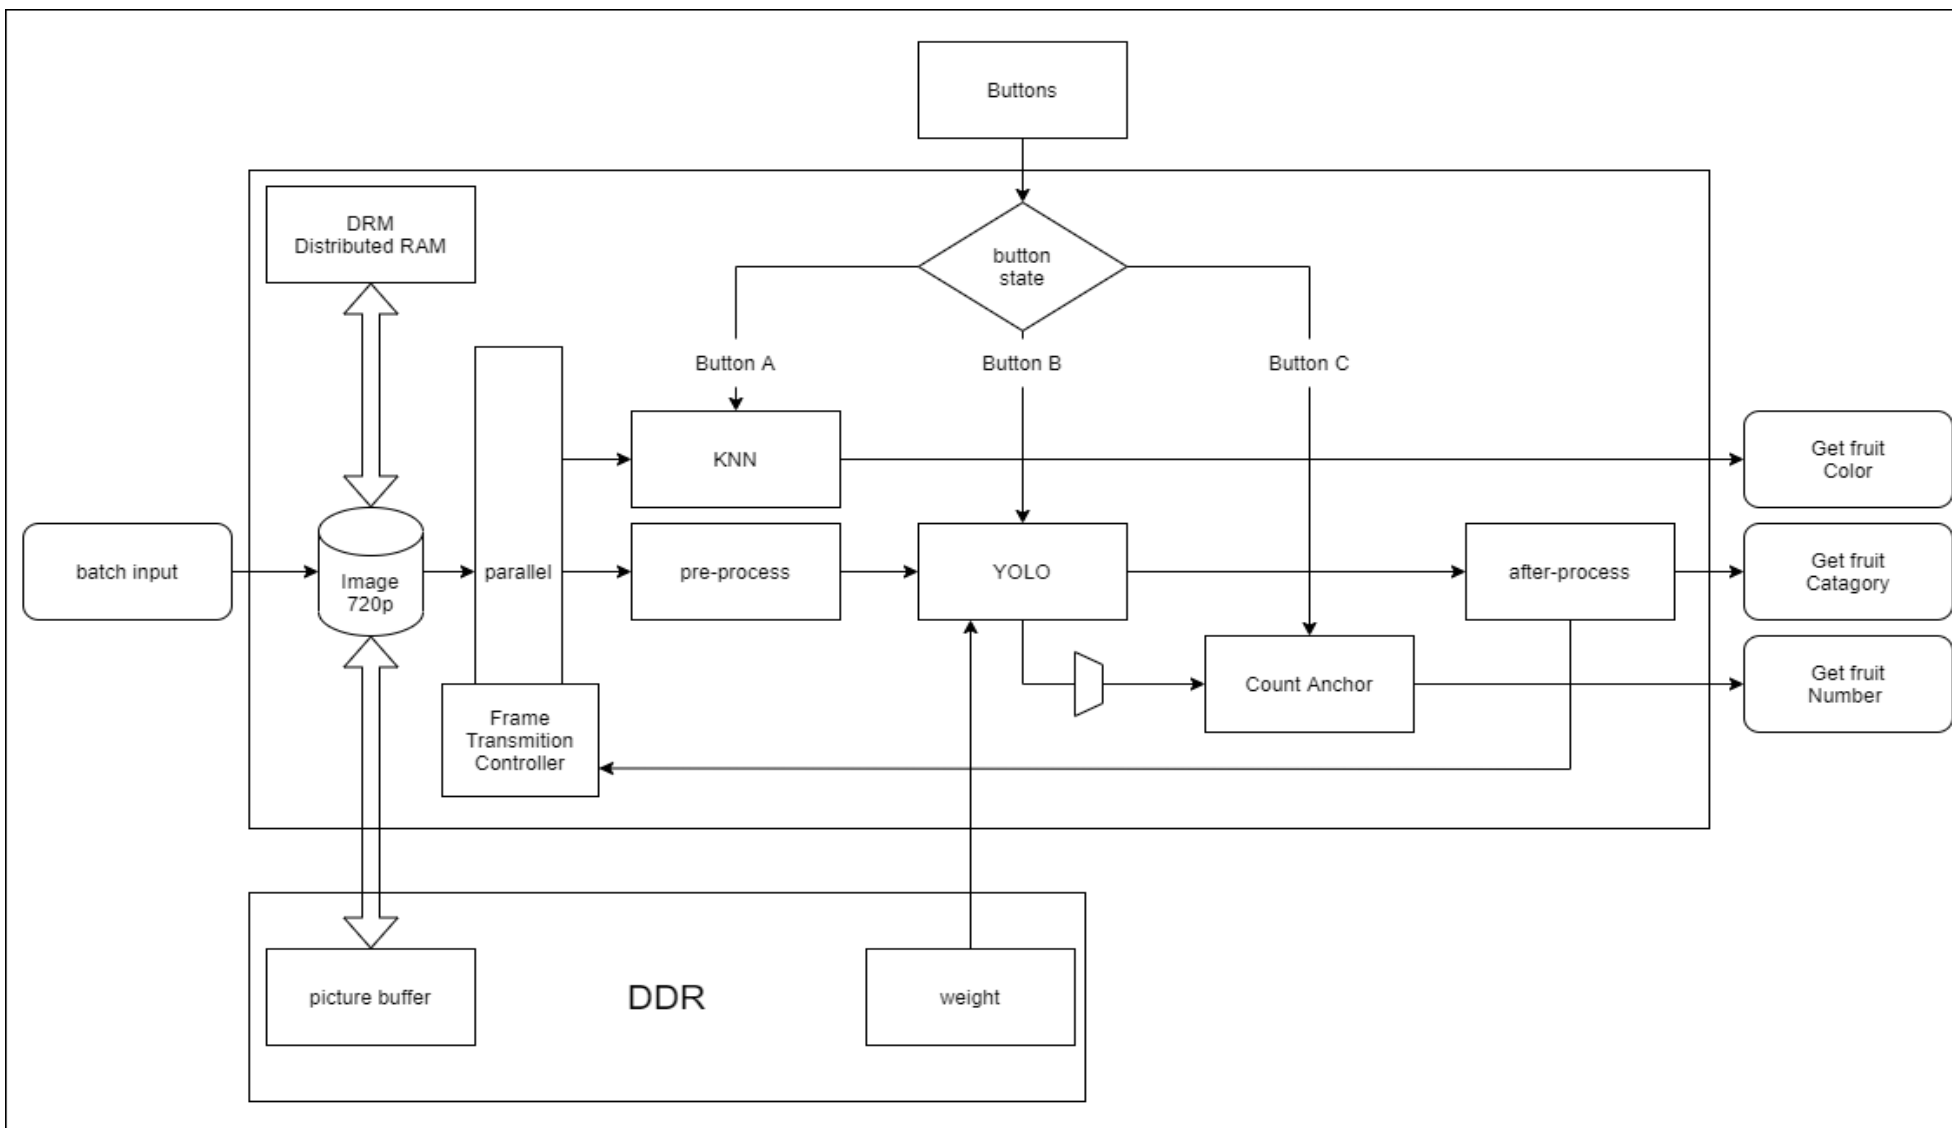 Buttons
DRM
Distributed RAM
button
state
Button A
Button B
Button C
KNN
Get fruit
Color
batch input
Image
720p
parallel
pre-process
YOLO
after-process
Get fruit
Catagory
Frame
Transmition
Controller
Count Anchor
Get fruit
Number
picture buffer
DDR
weight